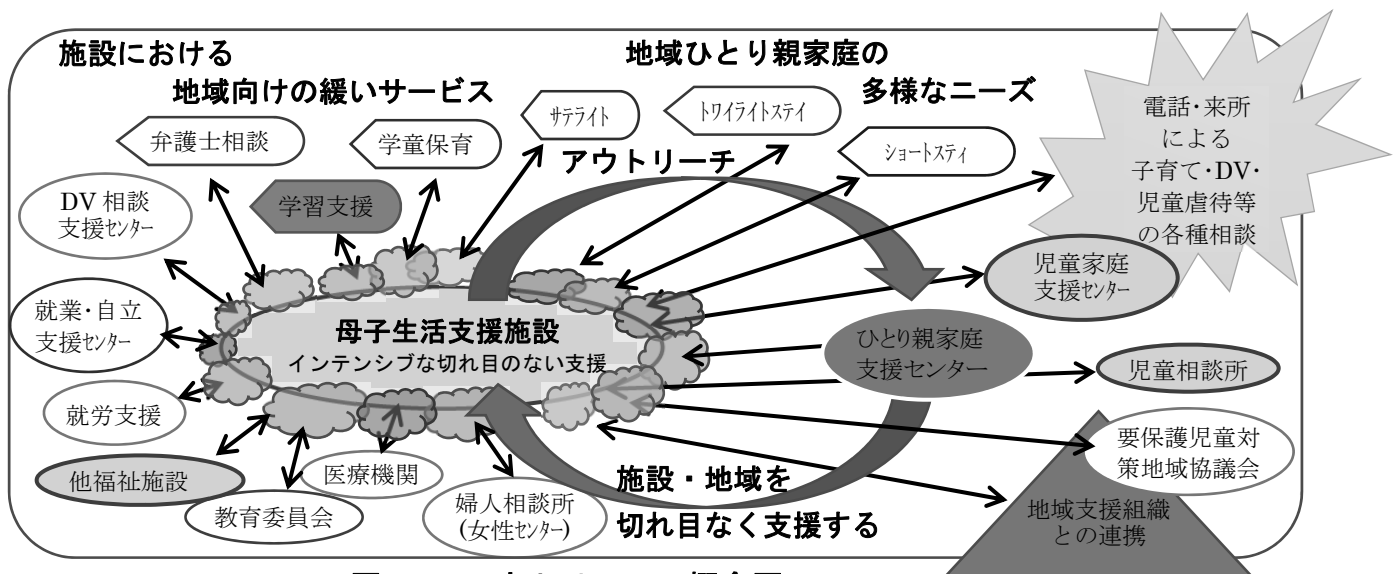 施設における
地域向けの緩いサービス
地域ひとり親家庭の
多様なニーズ
ｻﾃﾗｲﾄ
ﾄﾜｲﾗｲﾄｽﾃｲ
ｼｮｰﾄｽﾃｨ
弁護士相談
学童保育
アウトリーチ
学習支援
電話・来所
による
子育て・DV・
児童虐待等
の各種相談
DV 相談
支援ｾﾝﾀｰ
児童家庭
支援ｾﾝﾀｰ
就業・自立
支援ｾﾝﾀｰ
母子生活支援施設
インテンシブな切れ目のない支援
ひとり親家庭
支援センター
児童相談所
就労支援
要保護児童対
策地域協議会
他福祉施設
医療機関
教育委員会
婦人相談所
(女性ｾﾝﾀｰ)
施設・地域を
切れ目なく支援する
地域支援組織
との連携